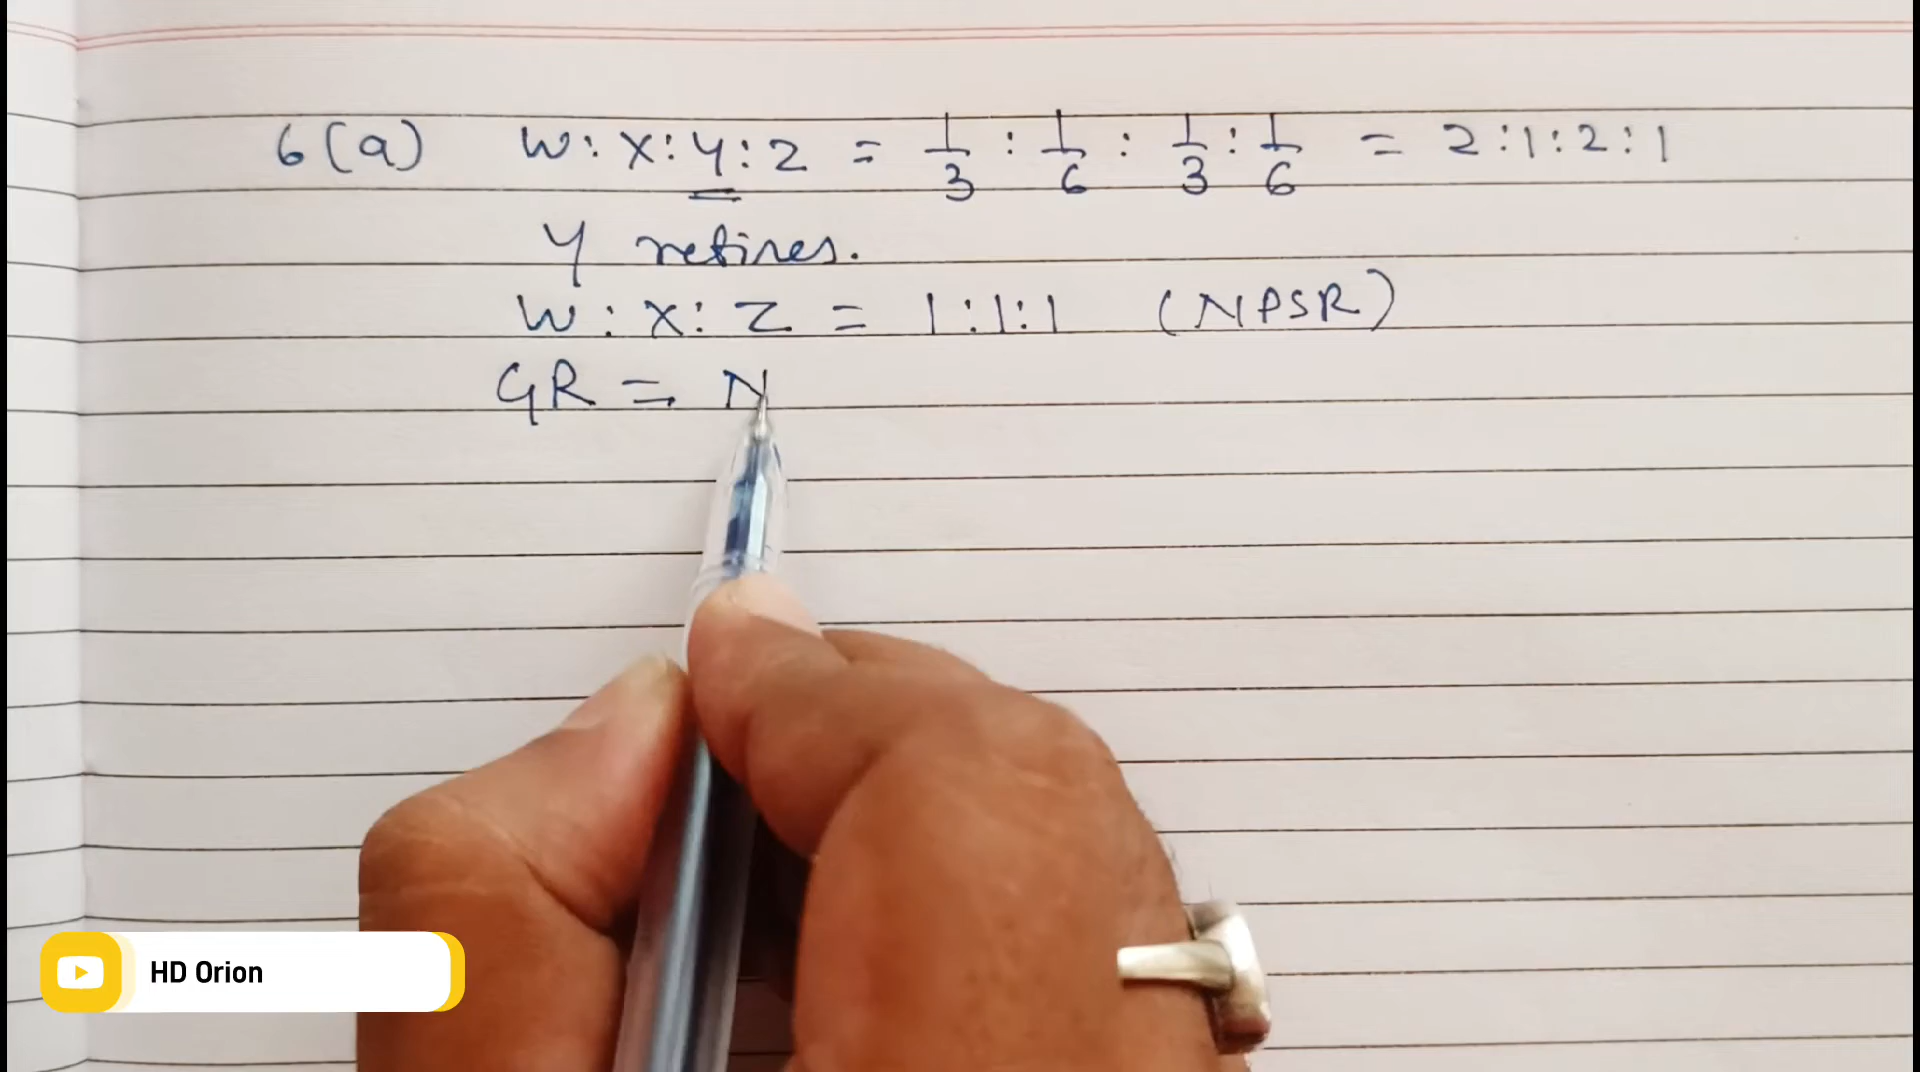 6(a) W : X : Y : Z = 1/3 : 1/6 : 1/3 : 1/6 = 2:1:2:1
Y retires.
W : X : Z = 1:1:1 (NPSR)
GR = N
HD Orion